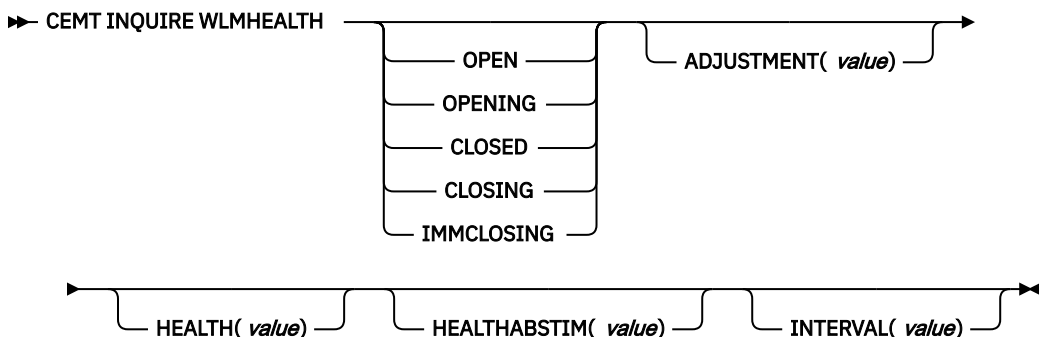 CEMT INQUIRE WLMHEALTH
OPEN
ADJUSTMENT( value)
OPENING
CLOSED
CLOSING
IMMCLOSING
HEALTH( value) HEALTHABSTIM( value) INTERVAL( value)